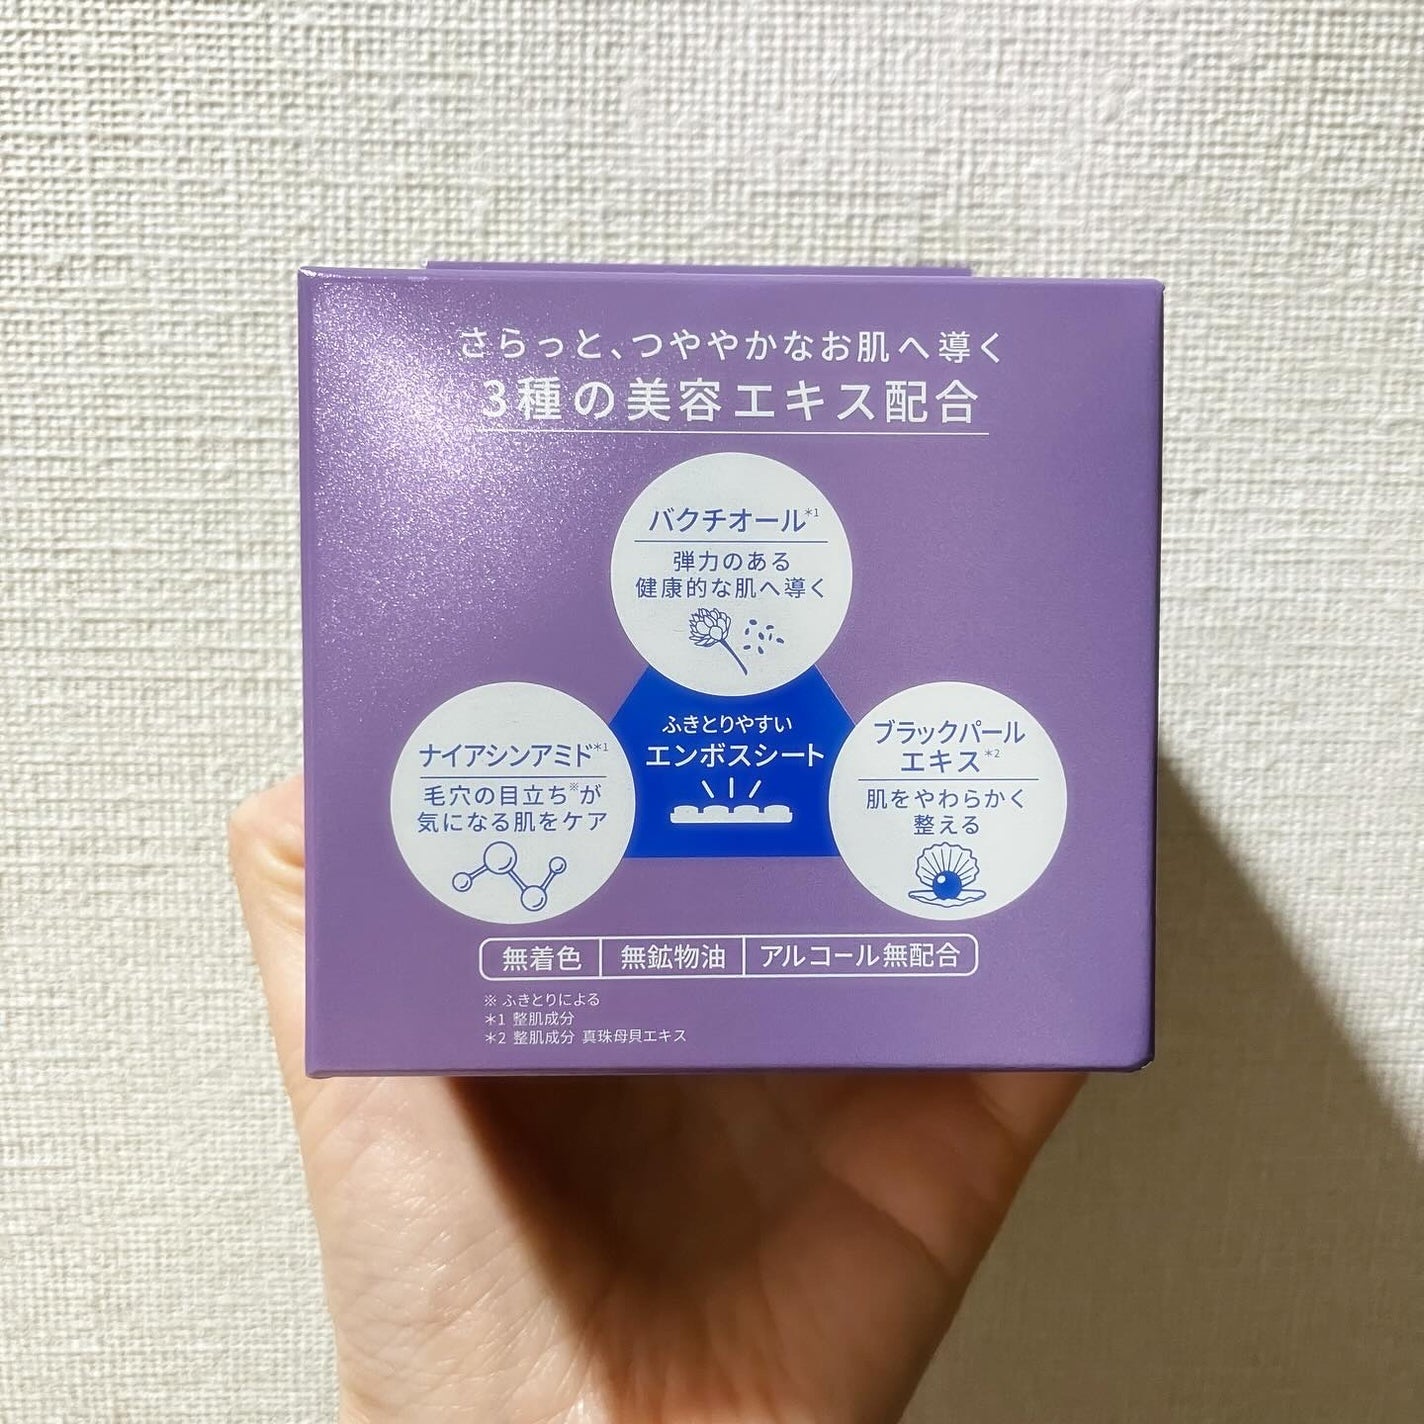 さらっと、つややかなお肌へ導く
3種の美容エキス配合
バクチオール*1
弾力のある
健康的な肌へ導く
ナイアシンアミド*1
毛穴の目立ち※が
気になる肌をケア
ふきとりやすい
エンボスシート
ブラックパール
エキス*2
肌をやわらかく
整える
無着色 無鉱物油 アルコール無配合
※ ふきとりによる
*1 整肌成分
*2 整肌成分 真珠母貝エキス